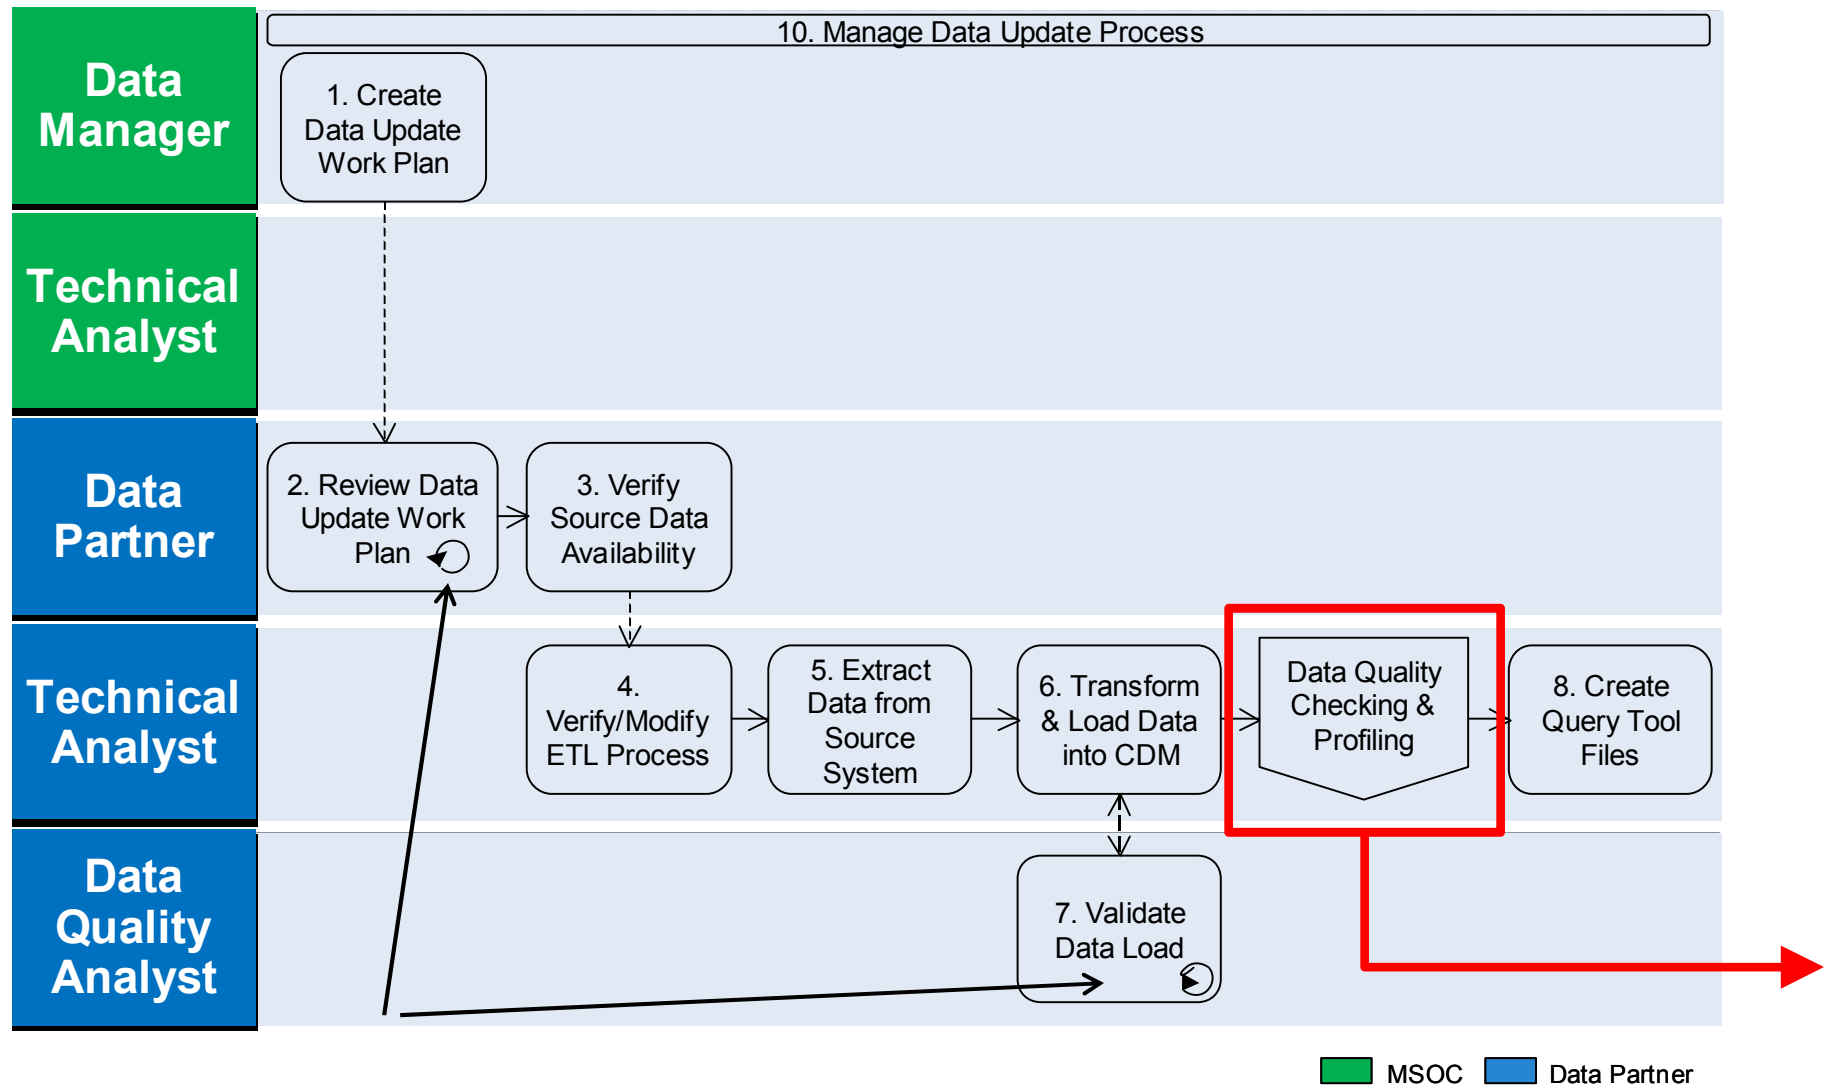 Data
Manager
10. Manage Data Update Process
1. Create
Data Update
Work Plan
Technical
Analyst
Data
Partner
2. Review Data
Update Work
Plan
3. Verify
Source Data
Availability
Technical
Analyst
4.
Verify/Modify
ETL Process
5. Extract
Data from
Source
System
6. Transform
& Load Data
into CDM
Data Quality
Checking &
Profiling
8. Create
Query Tool
Files
Data
Quality
Analyst
7. Validate
Data Load
MSOC
Data Partner